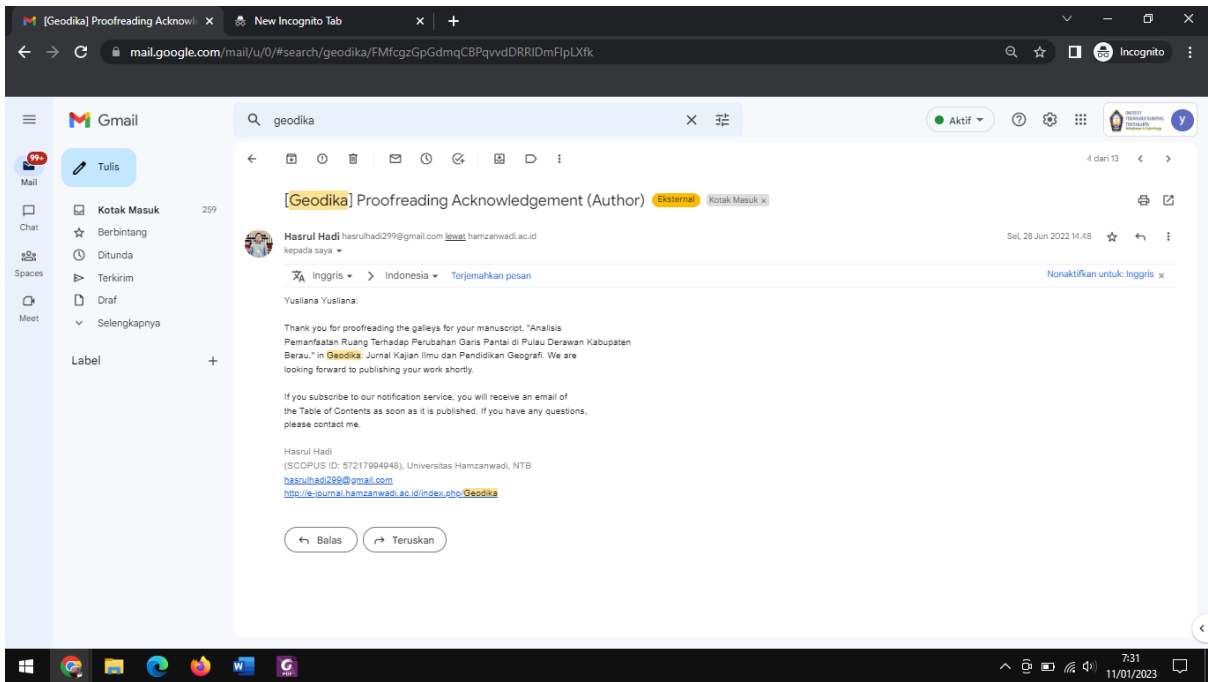 [Geodika] Proofreading Acknowl
New Incognito Tab
mail.google.com/mail/u/0/#search/geodika/FMfcgzGpGdmqCBPqvvdDRRlDmFlpLXfk
Incognito
Gmail
geodika
Aktif
y
99+
Mail
Tulis
4 dari 13
Chat
Kotak Masuk 259
[Geodika] Proofreading Acknowledgement (Author) Eksternal Kotak Masuk x
Berbintang
Hasrul Hadi hasrulhadi299@gmail.com lewat hamzanwadi.ac.id
Sel, 28 Jun 2022 14.48
kepada saya
Spaces
Ditunda
Terkirim
Inggris > Indonesia Terjemahkan pesan
Nonaktifkan untuk: Inggris x
Meet
Draf
Yusliana Yusliana:
Selengkapnya
Thank you for proofreading the galleys for your manuscript, "Analisis
Pemanfaatan Ruang Terhadap Perubahan Garis Pantai di Pulau Derawan Kabupaten
Berau," in Geodika: Jurnal Kajian Ilmu dan Pendidikan Geografi. We are
looking forward to publishing your work shortly.
Label +
If you subscribe to our notification service, you will receive an email of
the Table of Contents as soon as it is published. If you have any questions,
please contact me.
Hasrul Hadi
(SCOPUS ID: 57217994948), Universitas Hamzanwadi, NTB
hasrulhadi299@gmail.com
http://e-journal.hamzanwadi.ac.id/index.php/Geodika
Balas
Teruskan
7:31
11/01/2023